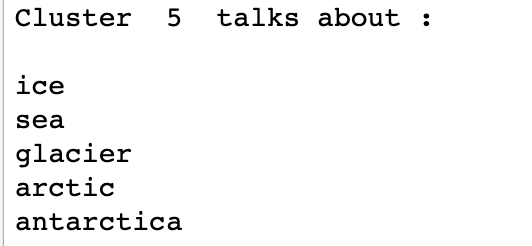 Cluster  5  talks about :
ice
sea
glacier
arctic
antarctica